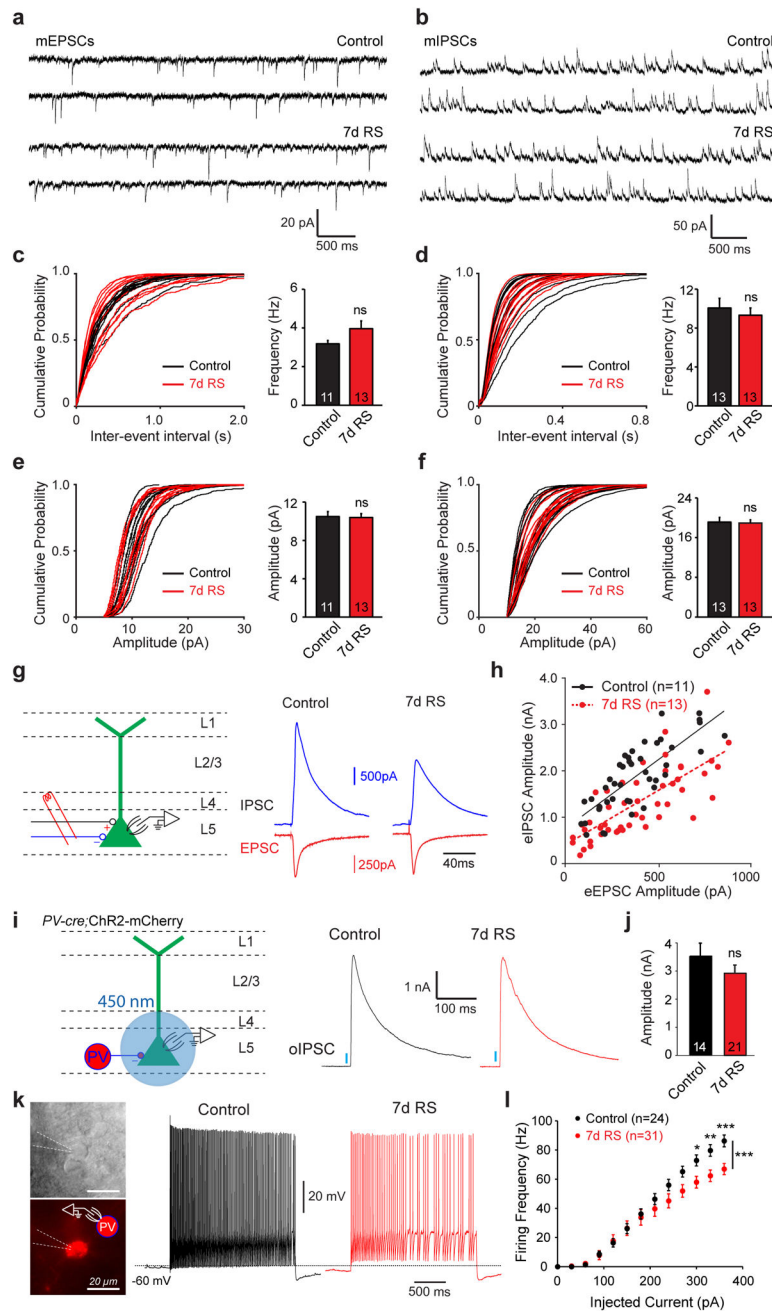 a
mEPSCs
Control
7d RS
20 pA
500 ms
b
mIPSCs
Control
7d RS
50 pA
500 ms
c
Cumulative Probability
1.0
0.5
0
0
1.0
2.0
Inter-event interval (s)
Control
7d RS
Frequency (Hz)
6
4
2
0
ns
11
13
Control
7d RS
d
Cumulative Probability
1.0
0.5
0
0
0.4
0.8
Inter-event interval (s)
Control
7d RS
Frequency (Hz)
15
10
5
0
ns
13
13
Control
7d RS
e
Cumulative Probability
1.0
0.5
0
0
10
20
30
Amplitude (pA)
Control
7d RS
Amplitude (pA)
12
8
4
0
ns
11
13
Control
7d RS
f
Cumulative Probability
1.0
0.5
0
0
20
40
60
Amplitude (pA)
Control
7d RS
Amplitude (pA)
24
16
8
0
ns
13
13
Control
7d RS
g
L1
L2/3
L4
L5
+
−
Control
7d RS
IPSC
500pA
EPSC
250pA
40ms
h
Control (n=11)
7d RS (n=13)
eIPSC Amplitude (nA)
4.0
3.0
2.0
1.0
0
0
500
1000
eEPSC Amplitude (pA)
i
PV-cre;ChR2-mCherry
L1
L2/3
450 nm
L4
L5
PV
−
Control
7d RS
1 nA
100 ms
oIPSC
j
Amplitude (nA)
4
3
2
1
0
ns
14
21
Control
7d RS
k
PV
20 µm
Control
7d RS
20 mV
-60 mV
500 ms
l
Control (n=24)
7d RS (n=31)
Firing Frequency (Hz)
100
80
60
40
20
0
0
100
200
300
400
Injected Current (pA)
*
**
***
***